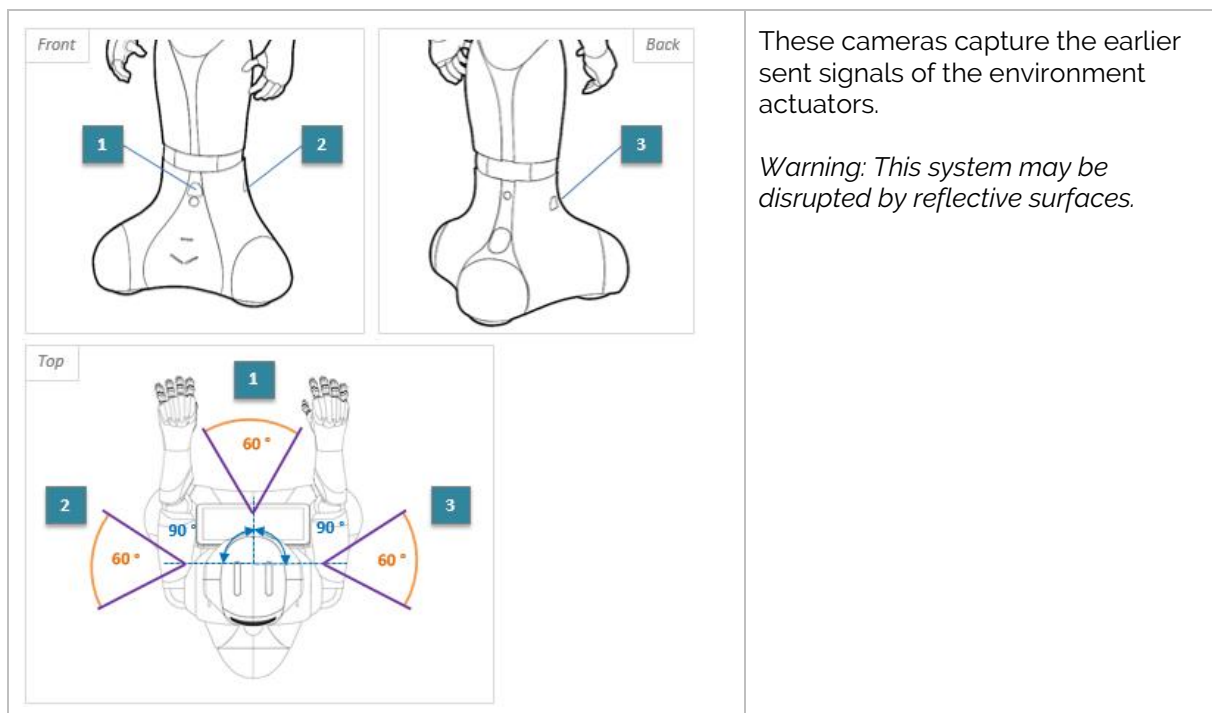 Front
1
2
Back
3
These cameras capture the earlier
sent signals of the environment
actuators.
Warning: This system may be
disrupted by reflective surfaces.
Top
1
60 °
2
3
90 °
90 °
60 °
60 °